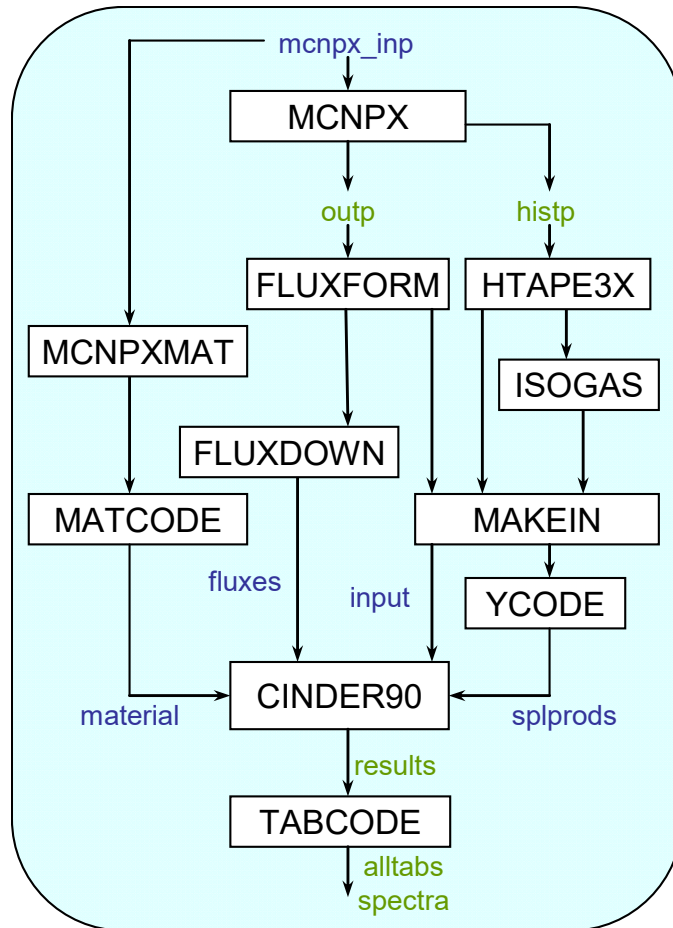 mcnpx_inp
MCNPX
outp
histp
FLUXFORM
HTAPE3X
MCNPXMAT
ISOGAS
FLUXDOWN
MATCODE
MAKEIN
fluxes
input
YCODE
CINDER90
material
splprods
results
TABCODE
alltabs
spectra